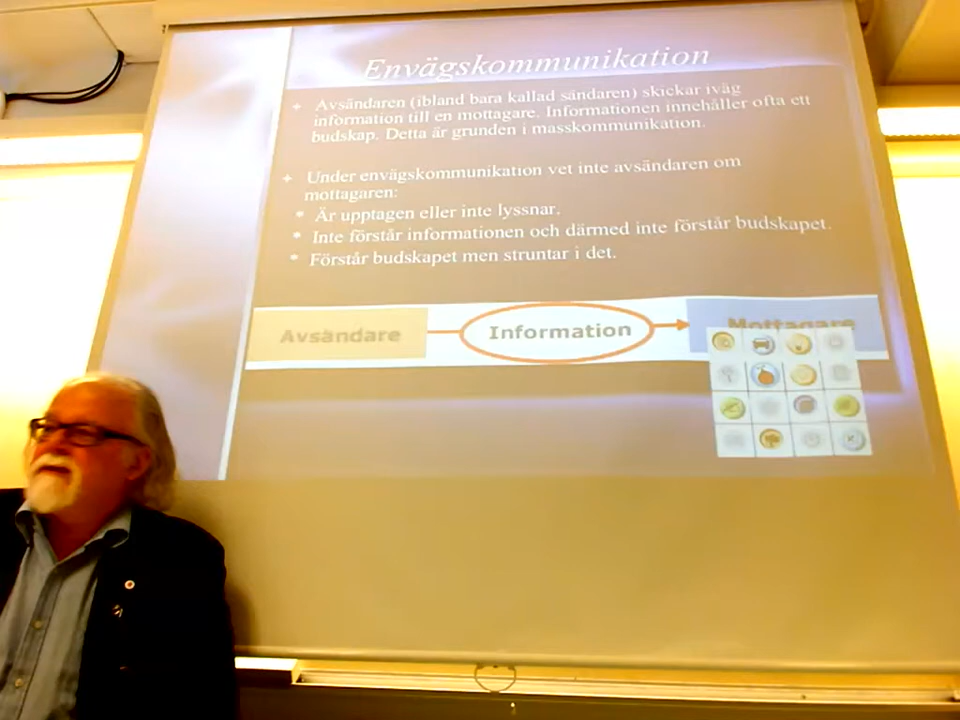 Envägskommunikation
Avsändaren (ibland bara kallad sändaren) skickar iväg
information till en mottagare. Informationen innehåller ofta ett
budskap. Detta är grunden i masskommunikation.
Under envägskommunikation vet inte avsändaren om
mottagaren:
* Är upptagen eller inte lyssnar.
* Inte förstår informationen och därmed inte förstår budskapet.
* Förstår budskapet men struntar i det.
Avsändare Information Mottagare